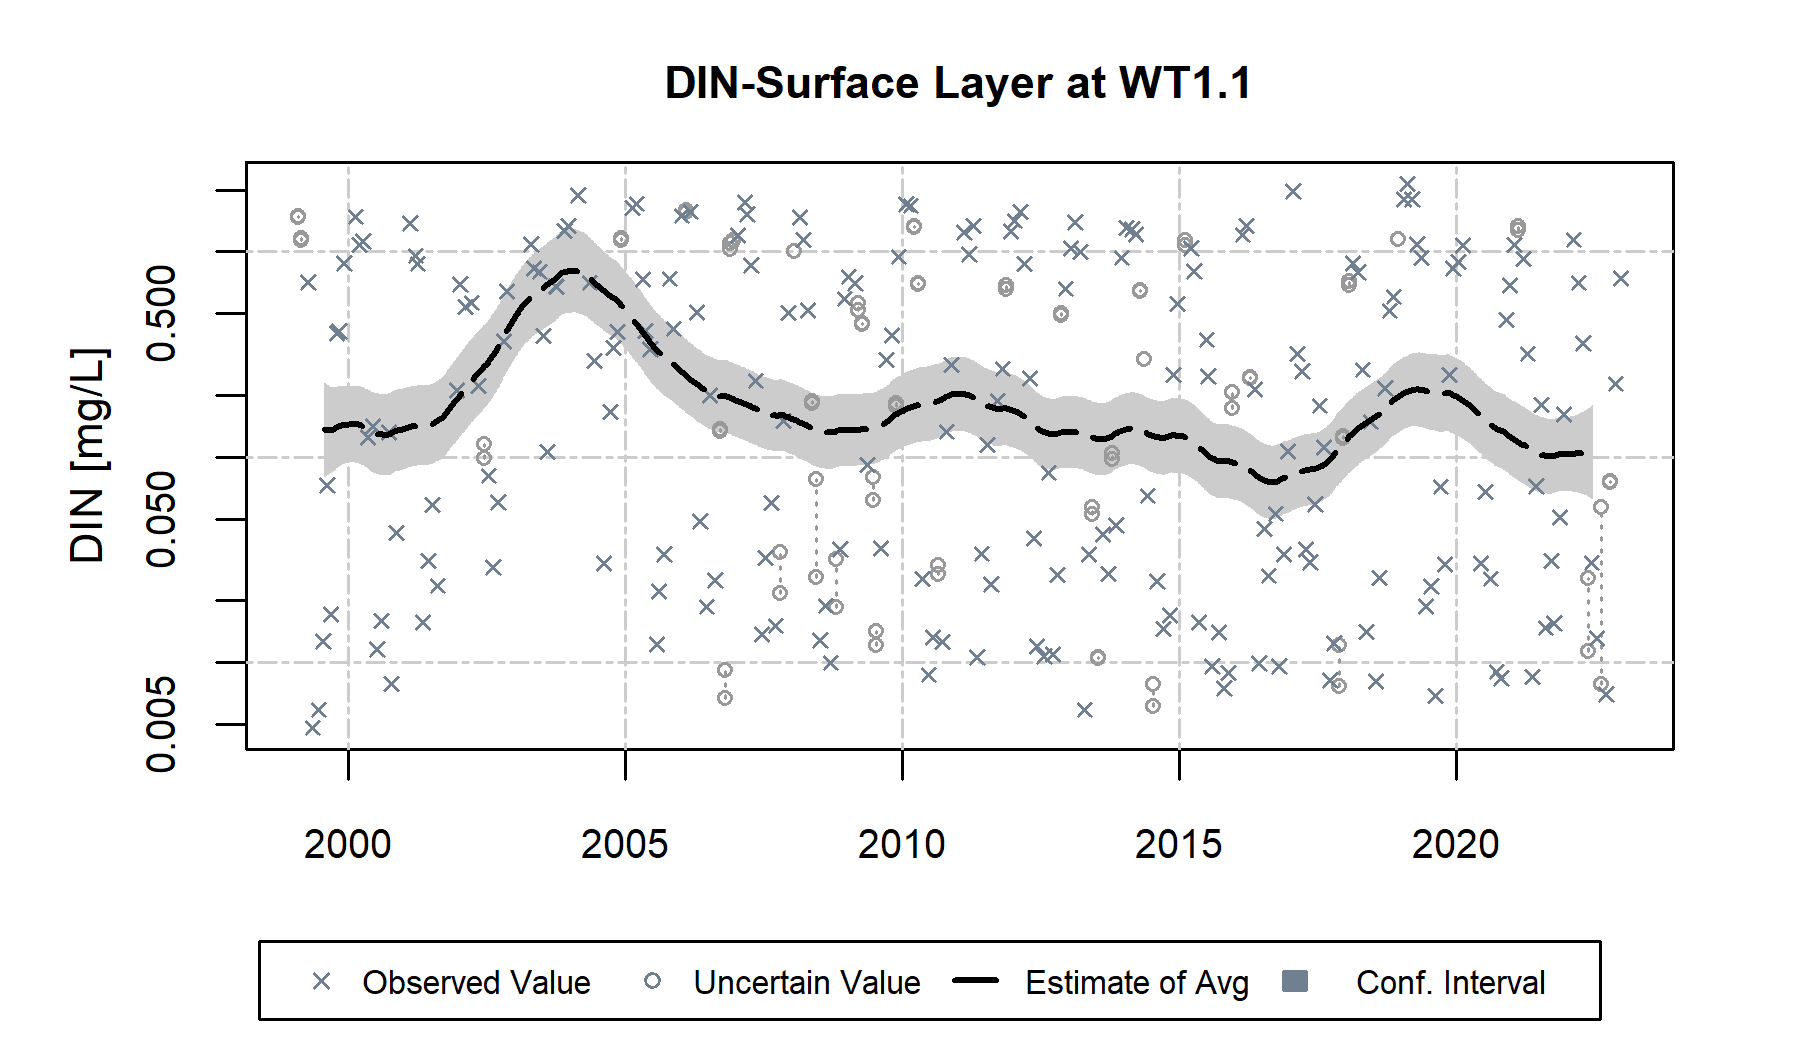 DIN-Surface Layer at WT1.1
DIN [mg/L]
0.500
0.050
0.005
2000 2005 2010 2015 2020
Observed Value Uncertain Value Estimate of Avg Conf. Interval